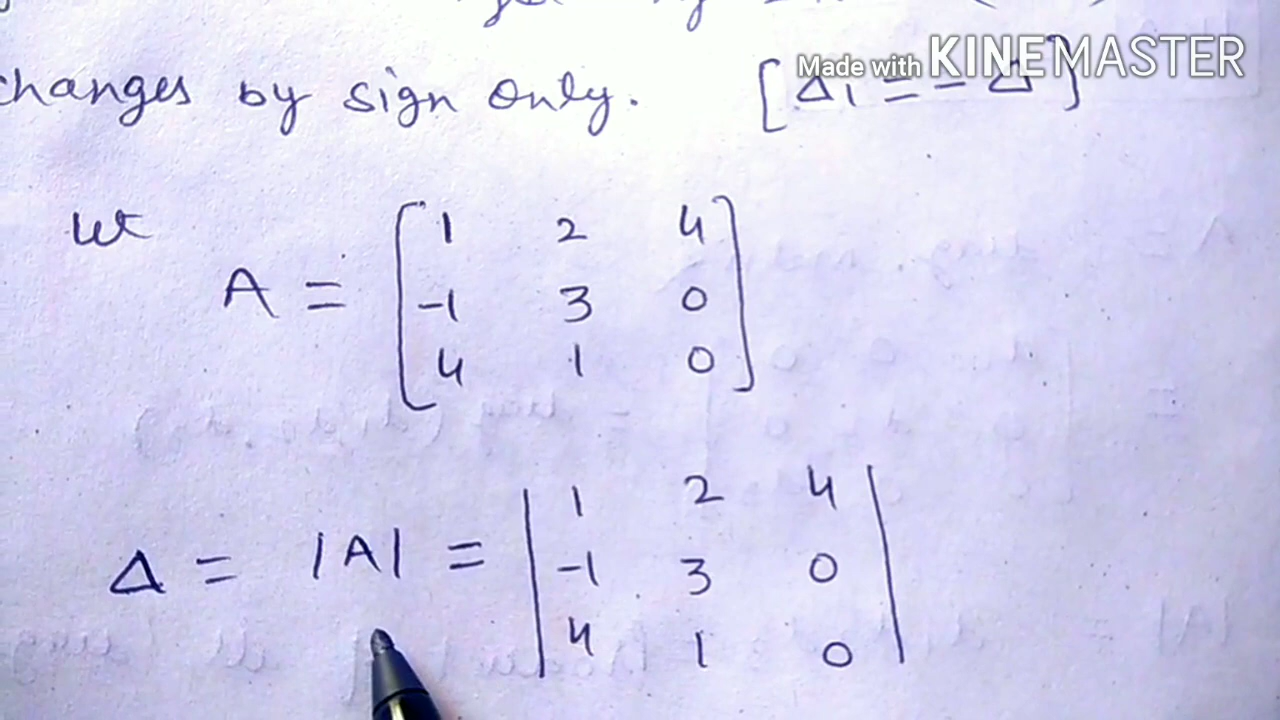 Made with KINEMASTER
changes by sign only. [Δ1 = - Δ]
let
A = [ 1 2 4
-1 3 0
4 1 0 ]
Δ = |A| = | 1 2 4
-1 3 0
4 1 0 |